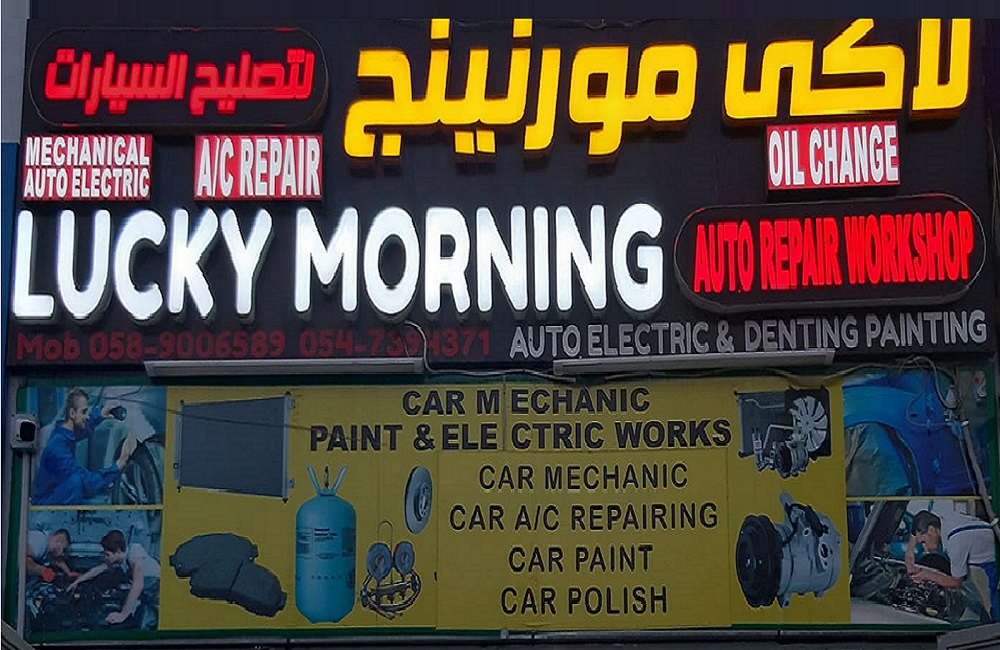 لاكى مورنينج
لتصليح السيارات
MECHANICAL
AUTO ELECTRIC
A/C REPAIR
OIL CHANGE
LUCKY MORNING
AUTO REPAIR WORKSHOP
Mob 058-9006589 054-7394371
AUTO ELECTRIC & DENTING PAINTING
CAR MECHANIC
PAINT & ELECTRIC WORKS
CAR MECHANIC
CAR A/C REPAIRING
CAR PAINT
CAR POLISH